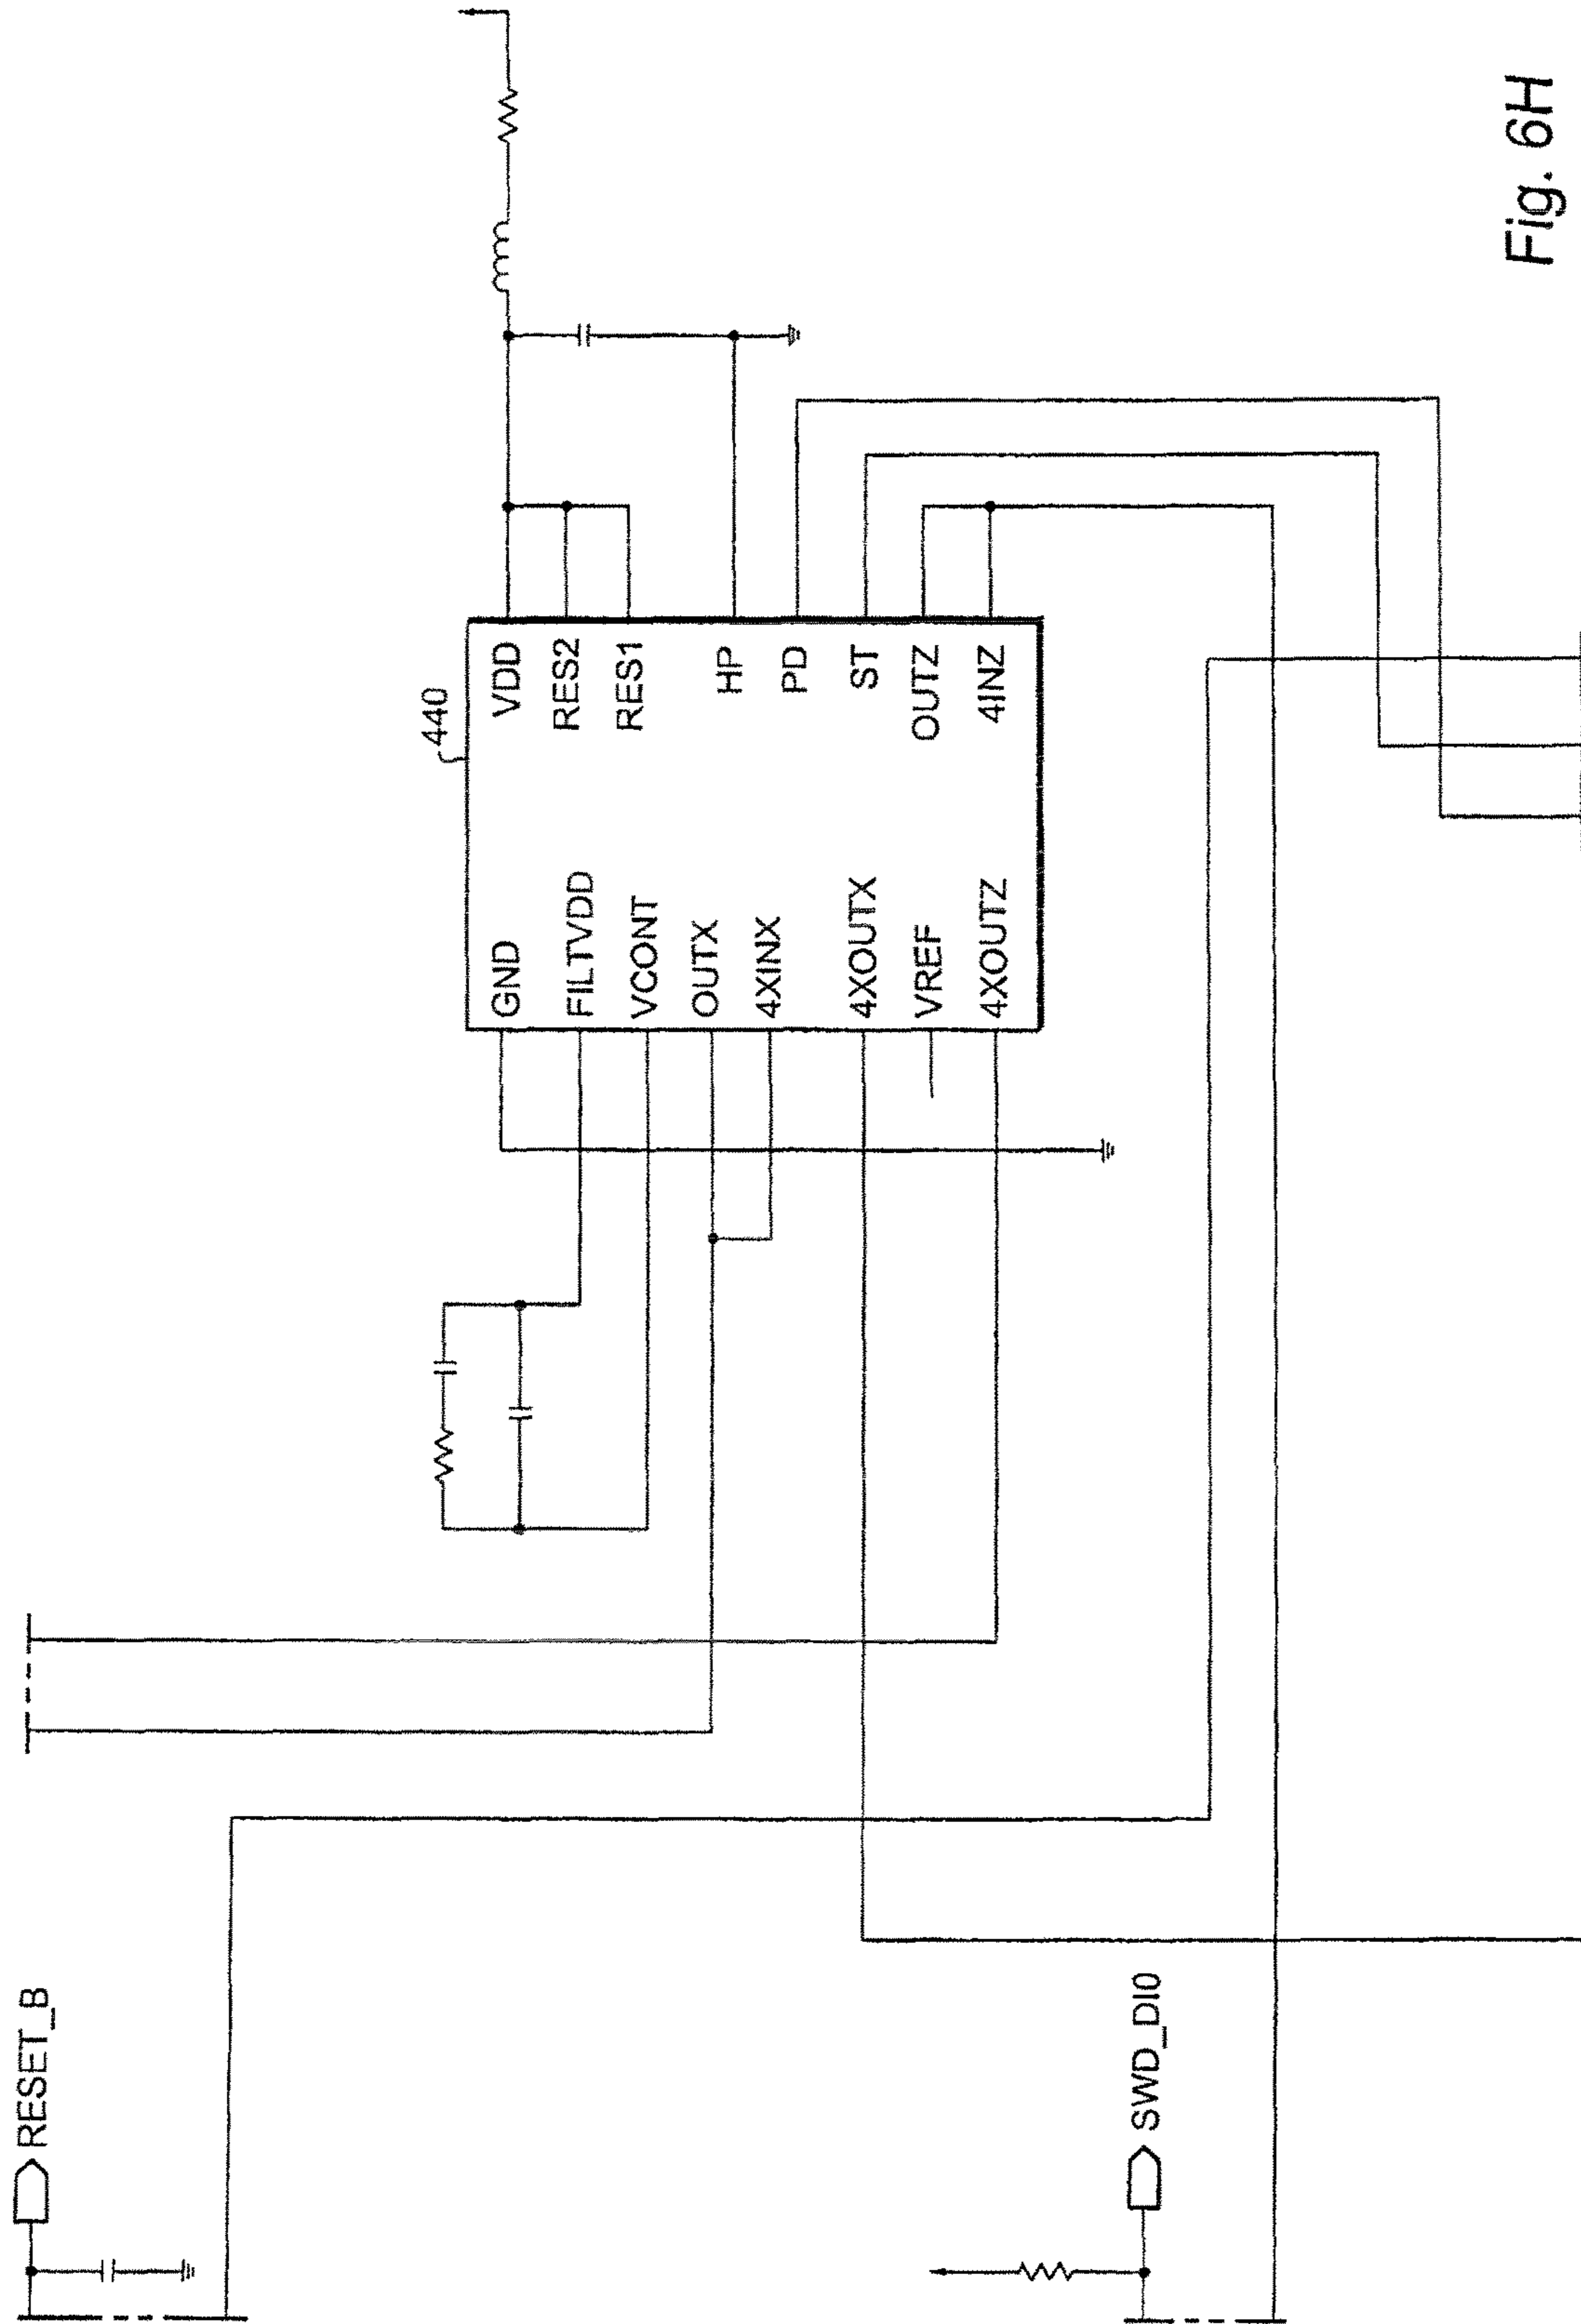 RESET_B
440
GND
VDD
FILTVDD
RES2
VCONT
RES1
OUTX
4XINX
HP
PD
4XOUTX
ST
VREF
OUTZ
4XOUTZ
4INZ
SWD_DI0
Fig. 6H